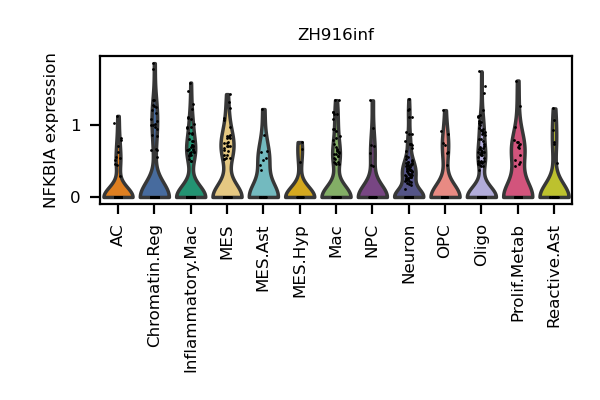 ZH916inf
NFKBIA expression
1
0
AC
Chromatin.Reg
Inflammatory.Mac
MES
MES.Ast
MES.Hyp
Mac
NPC
Neuron
OPC
Oligo
Prolif.Metab
Reactive.Ast